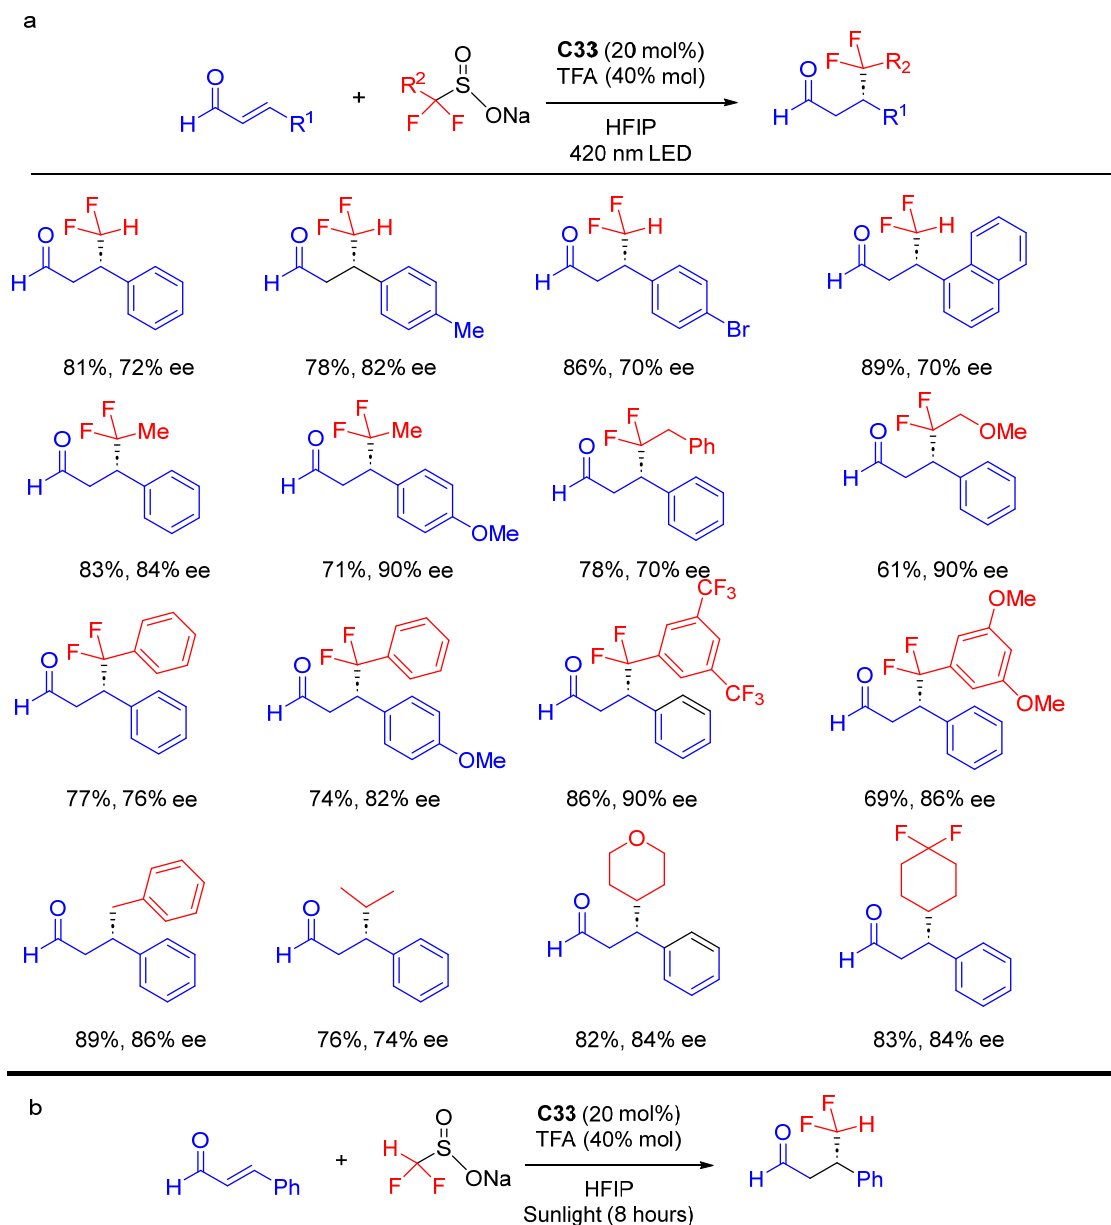 a
O
H
R¹
+
R²
F F
O
S
ONa
C33 (20 mol%)
TFA (40% mol)
HFIP
420 nm LED
O
H
F
F
R₂
R¹
O
H
F
F
H
81%, 72% ee
O
H
F
F
H
Me
78%, 82% ee
O
H
F
F
H
Br
86%, 70% ee
O
H
F
F
H
89%, 70% ee
O
H
F
F
Me
83%, 84% ee
O
H
F
F
Me
OMe
71%, 90% ee
O
H
F
F
Ph
78%, 70% ee
O
H
F
F
OMe
61%, 90% ee
O
H
F
F
77%, 76% ee
O
H
F
F
OMe
74%, 82% ee
O
H
F
F
CF₃
CF₃
86%, 90% ee
O
H
F
F
OMe
OMe
69%, 86% ee
O
H
89%, 86% ee
O
H
76%, 74% ee
O
H
O
82%, 84% ee
O
H
F F
83%, 84% ee
b
O
H
Ph
+
H
F F
O
S
ONa
C33 (20 mol%)
TFA (40% mol)
HFIP
Sunlight (8 hours)
O
H
F
F
H
Ph